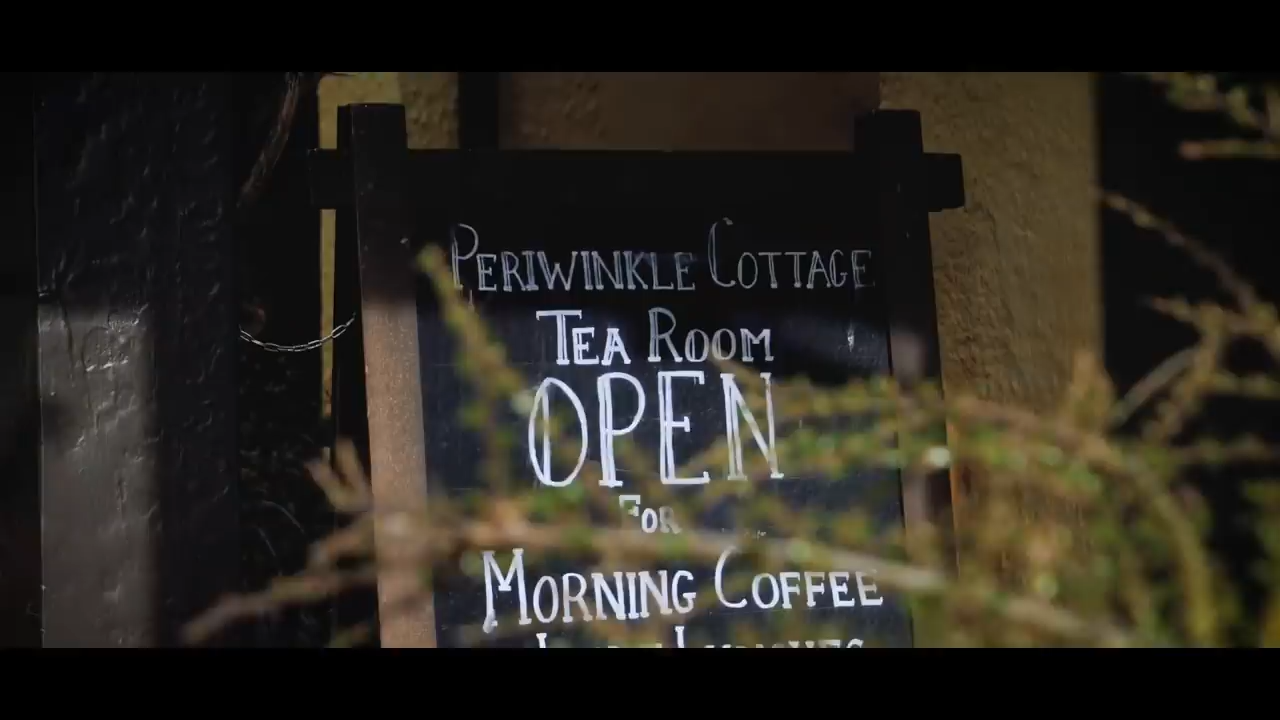 PERIWINKLE COTTAGE
TEA ROOM
OPEN
FOR
MORNING COFFEE